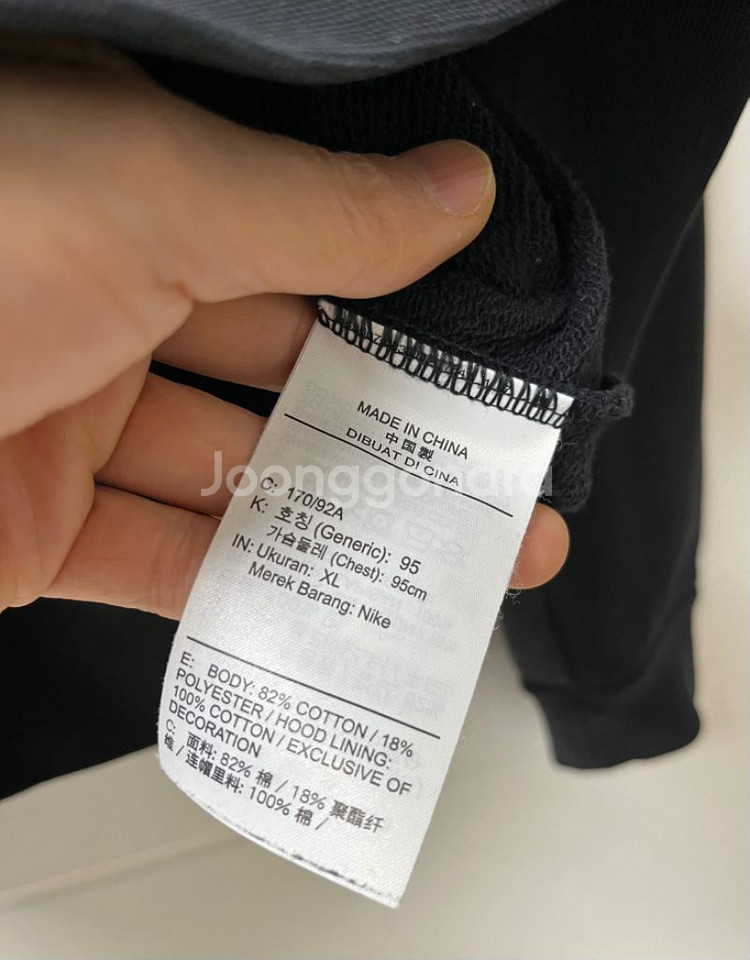 MADE IN CHINA
中国製
DIBUAT DI CINA
Joonggonara
C: 170/92A
K: 호칭 (Generic): 95
가슴둘레 (Chest): 95cm
IN: Ukuran: XL
Merek Barang: Nike
E: BODY: 82% COTTON / 18%
POLYESTER / HOOD LINING:
100% COTTON / EXCLUSIVE OF
DECORATION
C: 面料: 82% 棉 / 18% 聚酯纤
维 / 连帽里料: 100% 棉 /